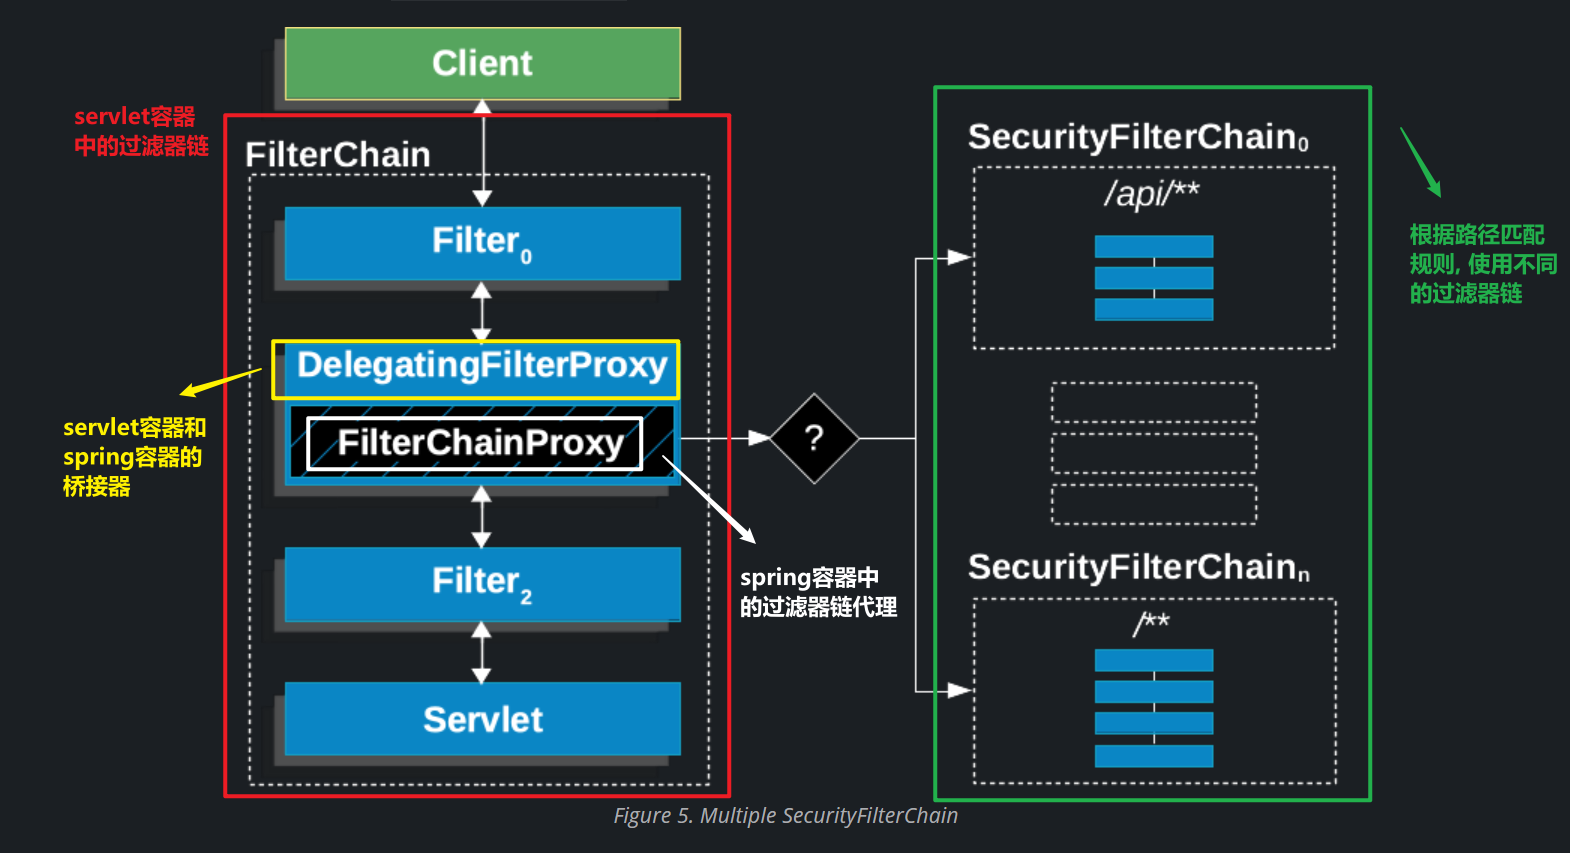 Client
servlet容器
中的过滤器链
FilterChain
Filter0
DelegatingFilterProxy
FilterChainProxy
servlet容器和
spring容器的
桥接器
?
spring容器中
的过滤器链代理
Filter2
Servlet
SecurityFilterChain0
/api/**
根据路径匹配
规则, 使用不同
的过滤器链
SecurityFilterChainn
/**
Figure 5. Multiple SecurityFilterChain